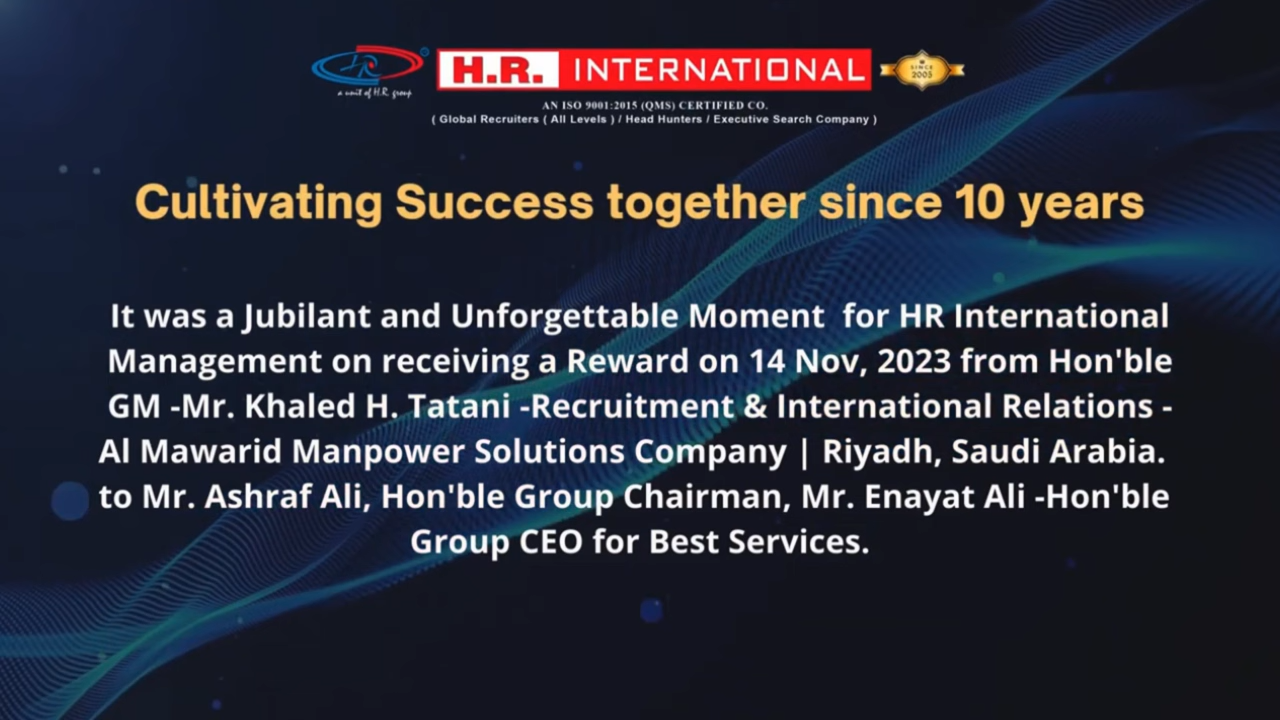 HR
a unit of H.R. group
H.R. INTERNATIONAL
SINCE
2005
AN ISO 9001:2015 (QMS) CERTIFIED CO.
( Global Recruiters ( All Levels ) / Head Hunters / Executive Search Company )
Cultivating Success together since 10 years
It was a Jubilant and Unforgettable Moment for HR International
Management on receiving a Reward on 14 Nov, 2023 from Hon'ble
GM -Mr. Khaled H. Tatani -Recruitment & International Relations -
Al Mawarid Manpower Solutions Company | Riyadh, Saudi Arabia.
to Mr. Ashraf Ali, Hon'ble Group Chairman, Mr. Enayat Ali -Hon'ble
Group CEO for Best Services.